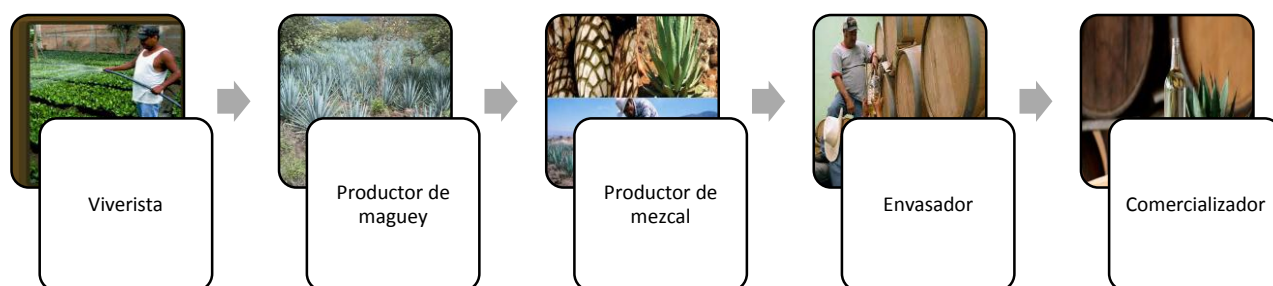 Viverista
Productor de
maguey
Productor de
mezcal
Envasador
Comercializador